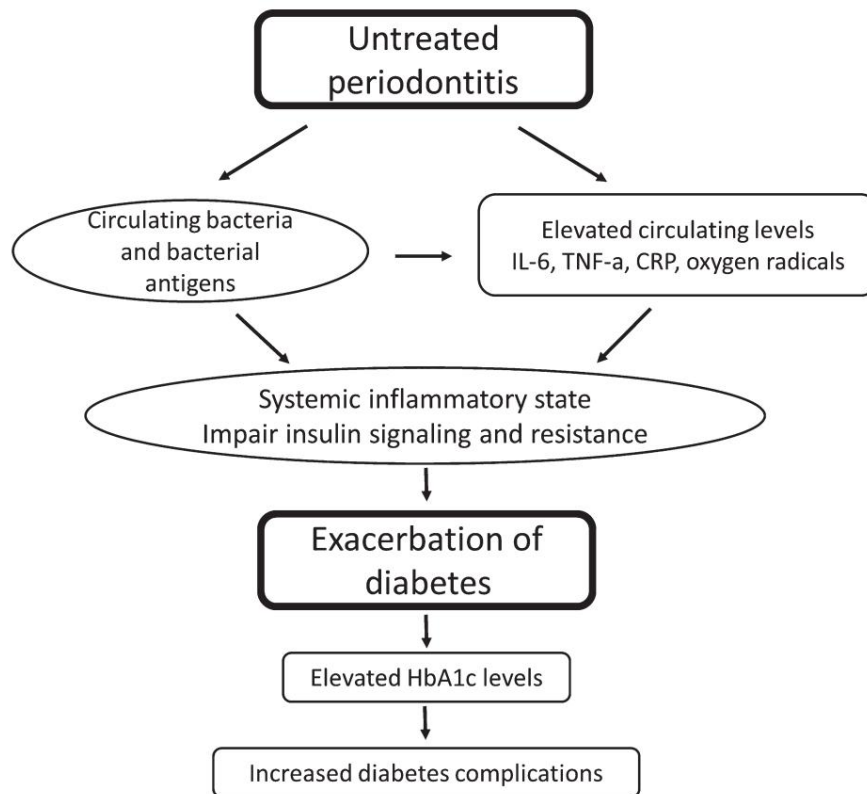 Untreated
periodontitis
Circulating bacteria
and bacterial
antigens
Elevated circulating levels
IL-6, TNF-a, CRP, oxygen radicals
Systemic inflammatory state
Impair insulin signaling and resistance
Exacerbation of
diabetes
Elevated HbA1c levels
Increased diabetes complications